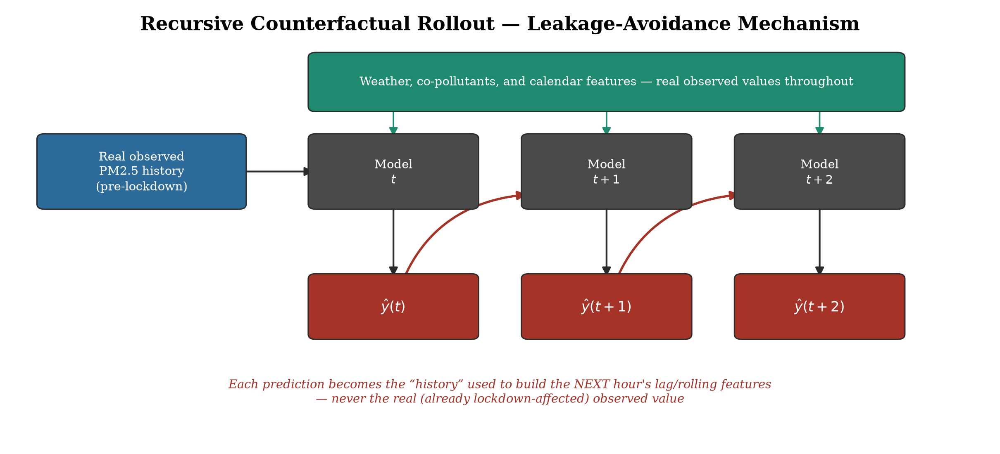 Recursive Counterfactual Rollout — Leakage-Avoidance Mechanism
Weather, co-pollutants, and calendar features — real observed values throughout
Real observed
PM2.5 history
(pre-lockdown)
Model
t
Model
t + 1
Model
t + 2
ŷ(t)
ŷ(t + 1)
ŷ(t + 2)
Each prediction becomes the “history” used to build the NEXT hour's lag/rolling features
— never the real (already lockdown-affected) observed value